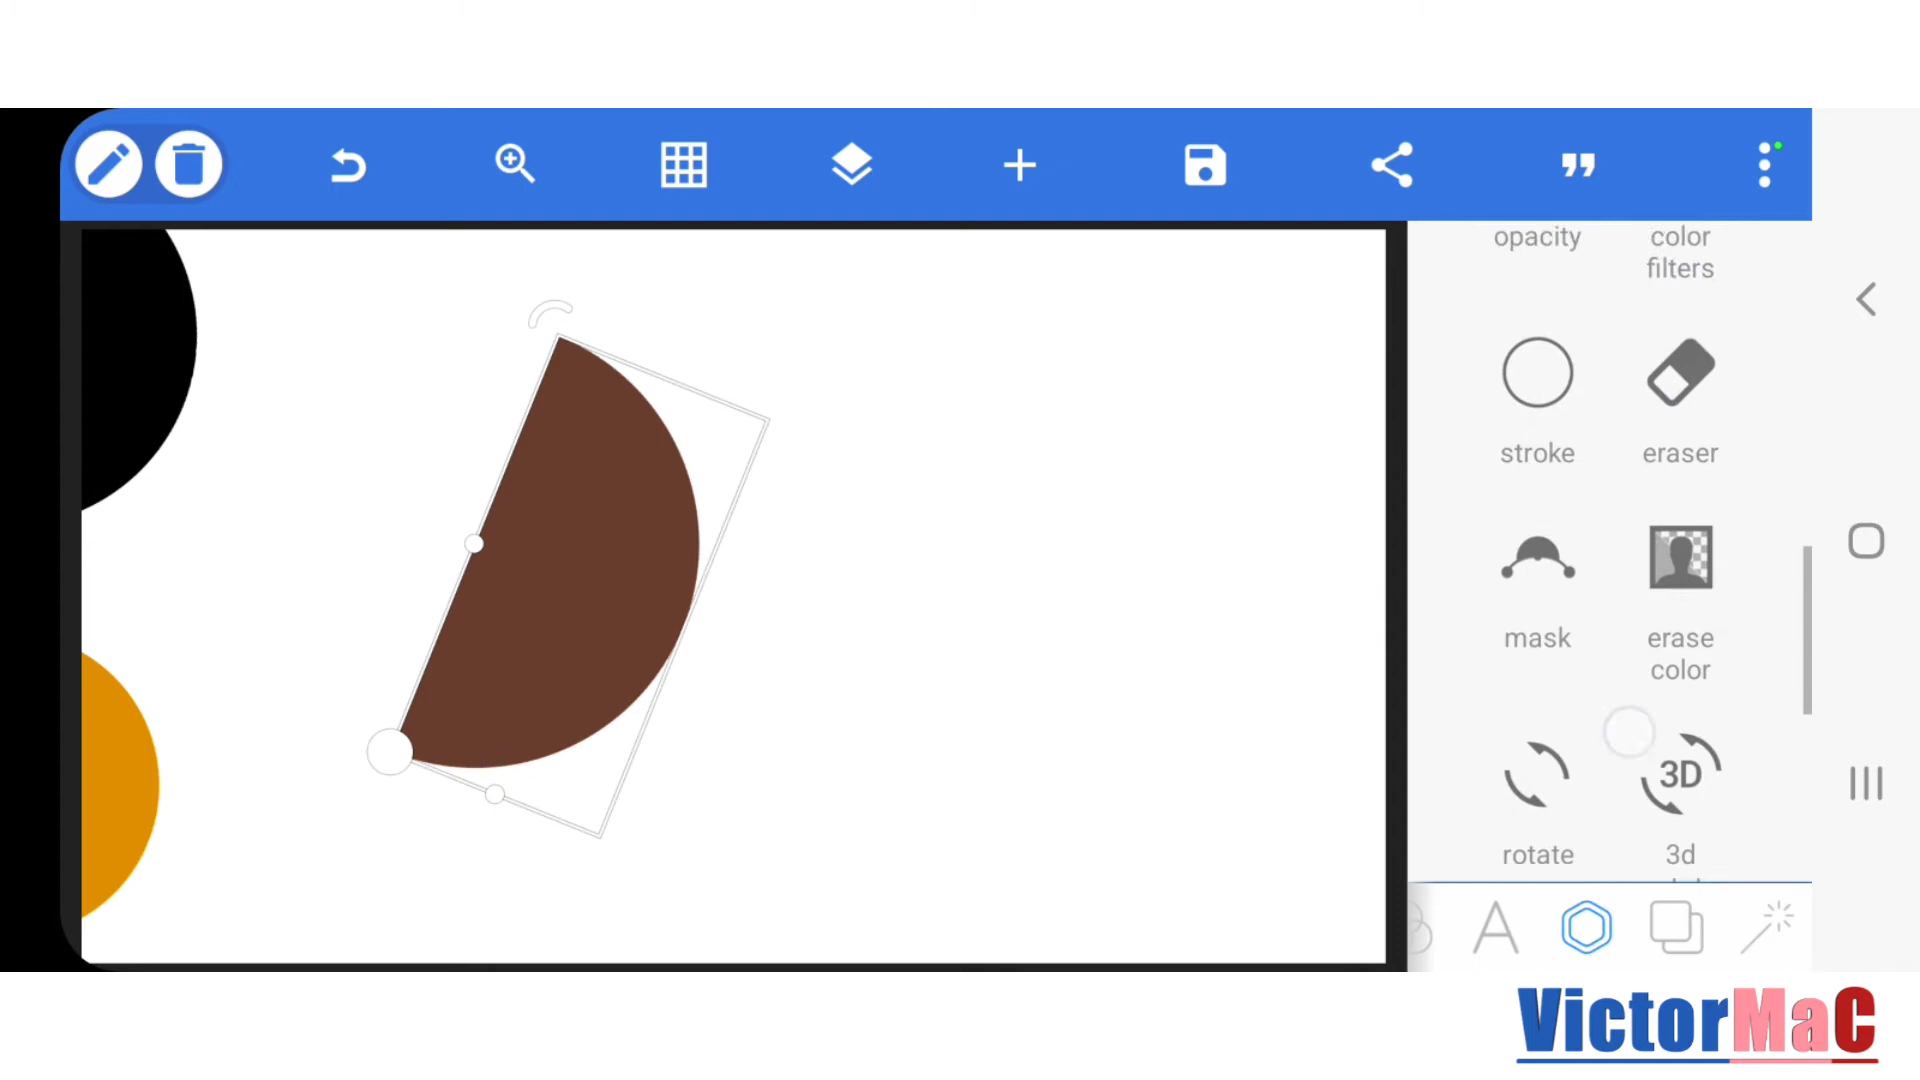 opacity
color
filters
stroke
eraser
mask
erase
color
rotate
3D
3d
A
VictorMaC